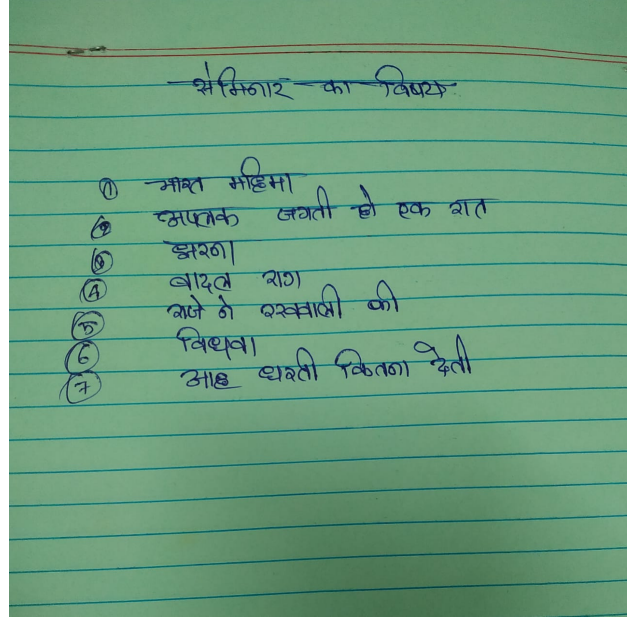 सेमिनार का विषय
① भारत महिमा
② अपलक जगती हो एक रात
③ झरना
④ बादल राग
⑤ राजे ने रखवाली की
⑥ विधवा
⑦ आह धरती कितना देती